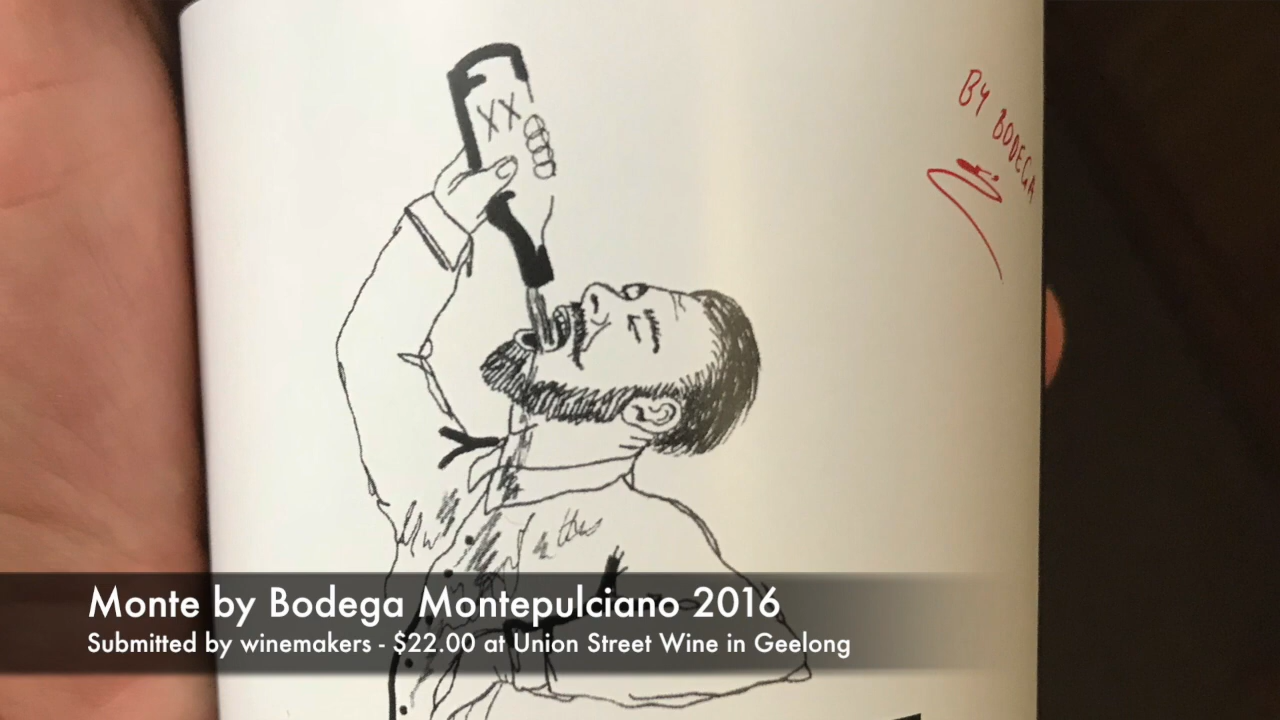 XX
BY BODEGA
Monte by Bodega Montepulciano 2016
Submitted by winemakers - $22.00 at Union Street Wine in Geelong